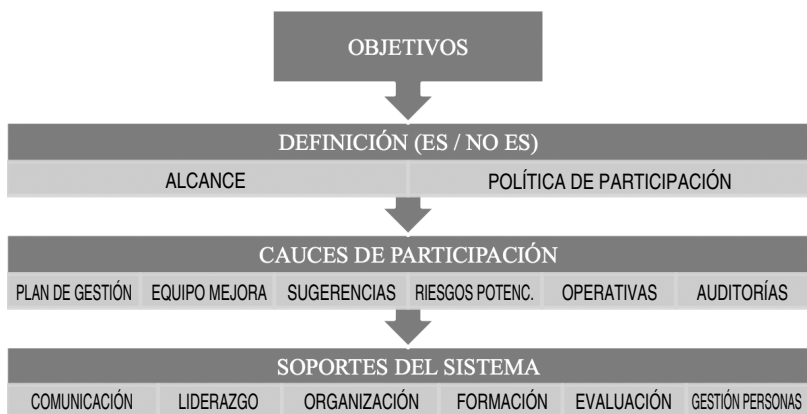 OBJETIVOS
DEFINICIÓN (ES / NO ES)
ALCANCE POLÍTICA DE PARTICIPACIÓN
CAUCES DE PARTICIPACIÓN
PLAN DE GESTIÓN EQUIPO MEJORA SUGERENCIAS RIESGOS POTENC. OPERATIVAS AUDITORÍAS
SOPORTES DEL SISTEMA
COMUNICACIÓN LIDERAZGO ORGANIZACIÓN FORMACIÓN EVALUACIÓN GESTIÓN PERSONAS